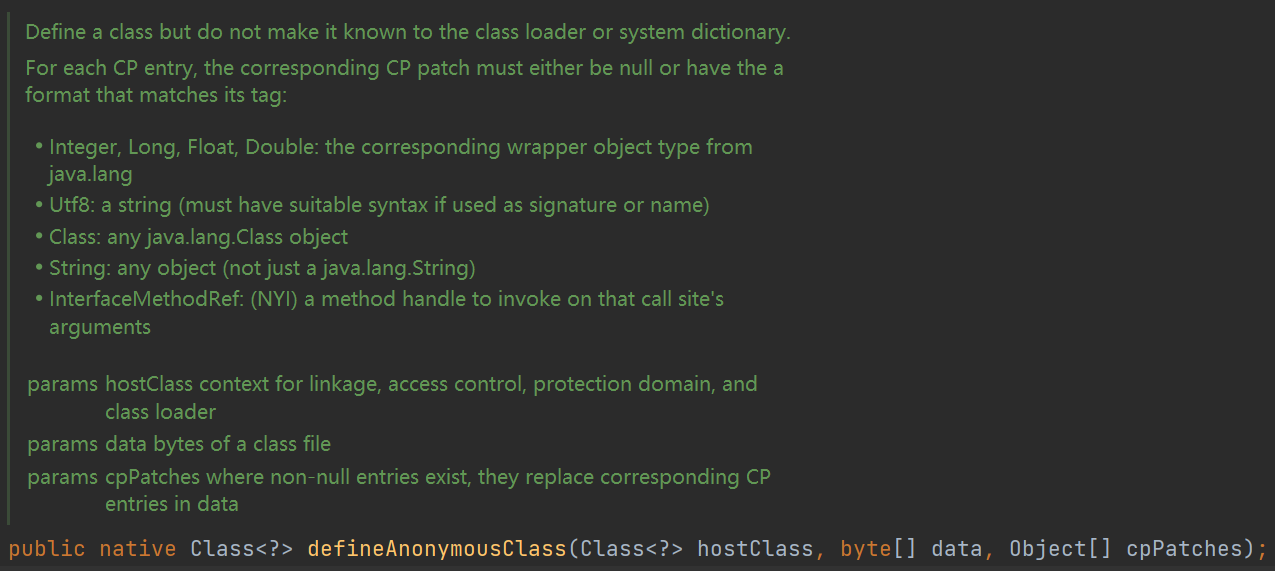 Define a class but do not make it known to the class loader or system dictionary.
For each CP entry, the corresponding CP patch must either be null or have the a
format that matches its tag:
• Integer, Long, Float, Double: the corresponding wrapper object type from
java.lang
• Utf8: a string (must have suitable syntax if used as signature or name)
• Class: any java.lang.Class object
• String: any object (not just a java.lang.String)
• InterfaceMethodRef: (NYI) a method handle to invoke on that call site's
arguments
params hostClass context for linkage, access control, protection domain, and
class loader
params data bytes of a class file
params cpPatches where non-null entries exist, they replace corresponding CP
entries in data
public native Class<?> defineAnonymousClass(Class<?> hostClass, byte[] data, Object[] cpPatches);